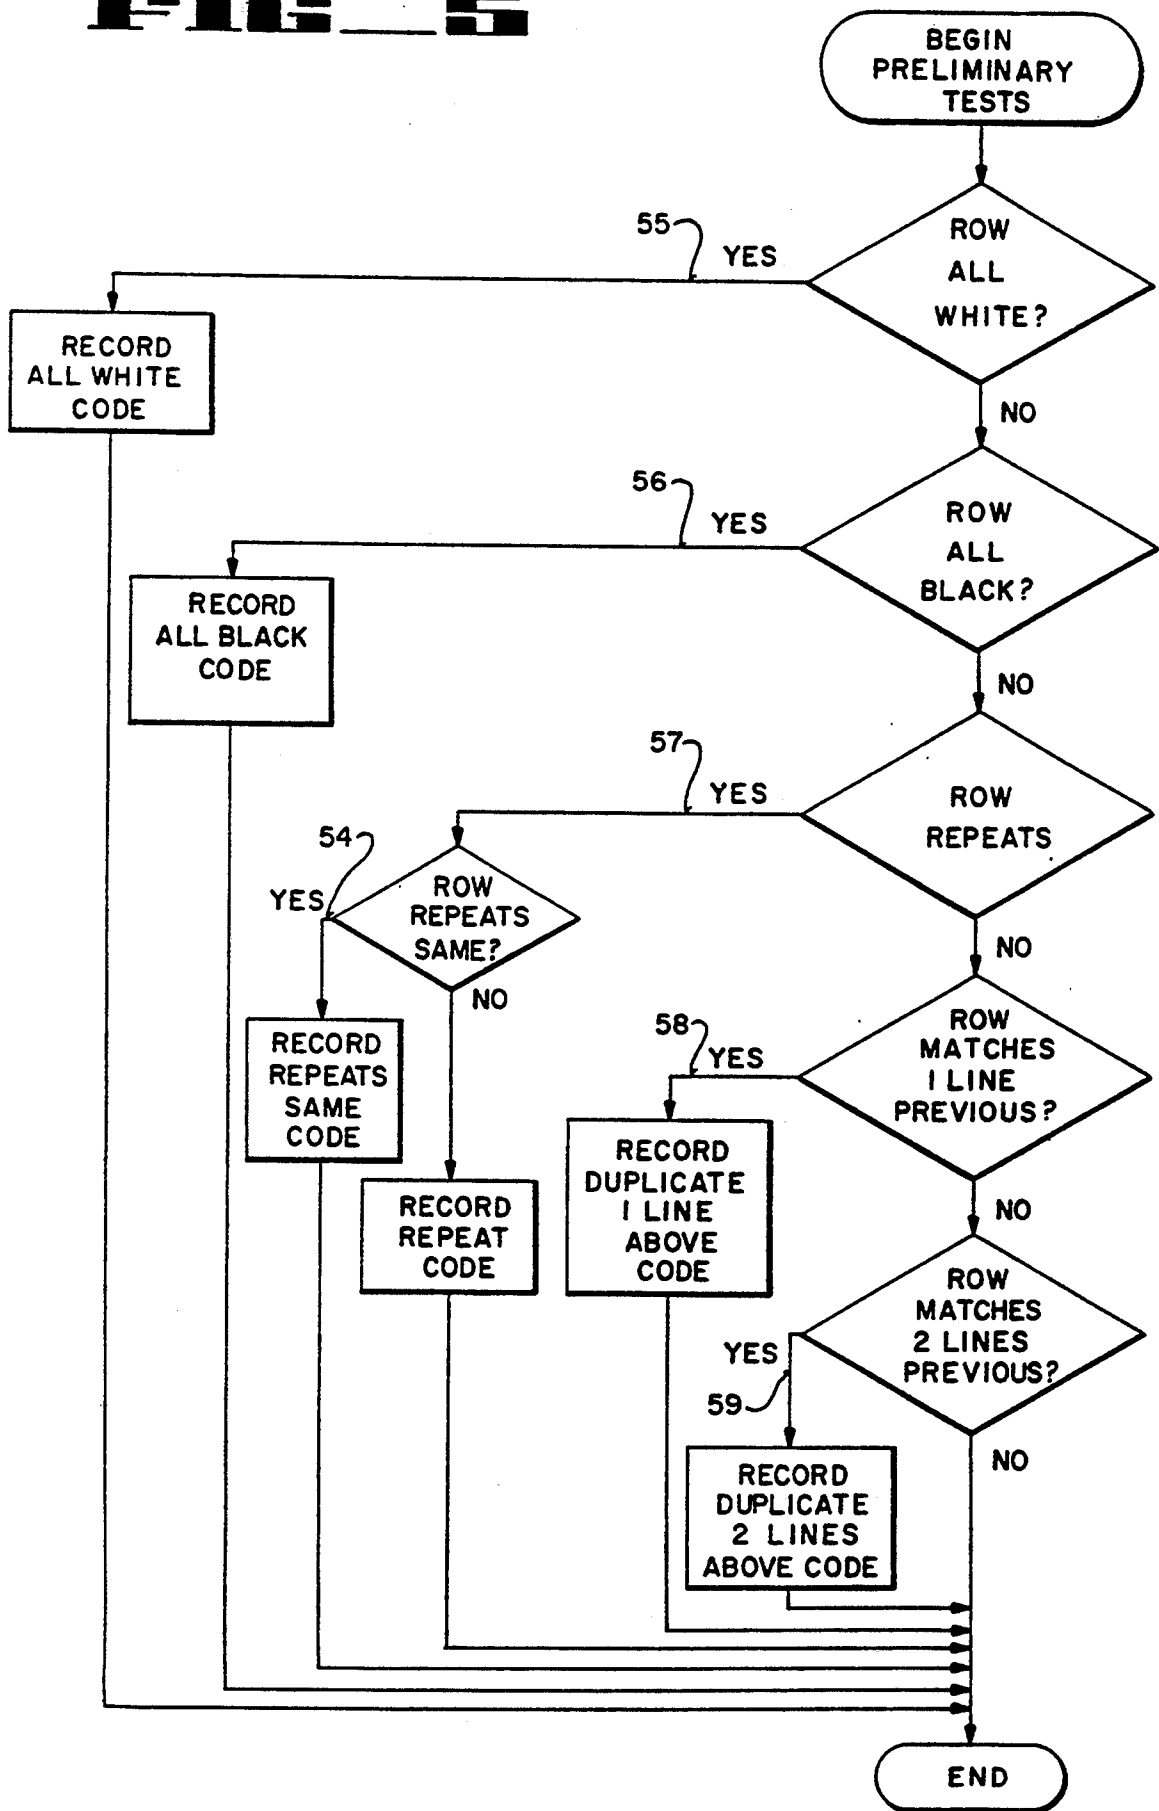 FIG_5
BEGIN
PRELIMINARY
TESTS
55
YES
ROW
ALL
WHITE?
RECORD
ALL WHITE
CODE
NO
56
YES
ROW
ALL
BLACK?
RECORD
ALL BLACK
CODE
NO
57
YES
ROW
REPEATS
54
YES
ROW
REPEATS
SAME?
NO
NO
RECORD
REPEATS
SAME
CODE
58
YES
ROW
MATCHES
1 LINE
PREVIOUS?
RECORD
REPEAT
CODE
RECORD
DUPLICATE
1 LINE
ABOVE
CODE
NO
ROW
MATCHES
2 LINES
PREVIOUS?
YES
59
NO
RECORD
DUPLICATE
2 LINES
ABOVE CODE
END